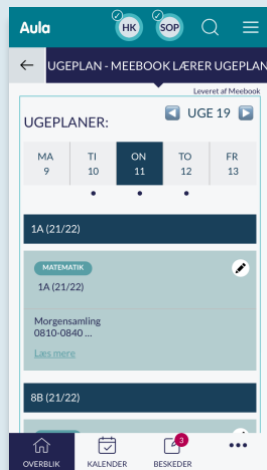 Aula
HK
SOP
UGEPLAN - MEEBOOK LÆRER UGEPLAN
Leveret af Meebook
UGEPLANER:
UGE 19
MA TI ON TO FR
9 10 11 12 13
1A (21/22)
MATEMATIK
1A (21/22)
Morgensamling
0810-0840 ...
Læs mere
8B (21/22)
3
OVERBLIK
KALENDER
BESKEDER